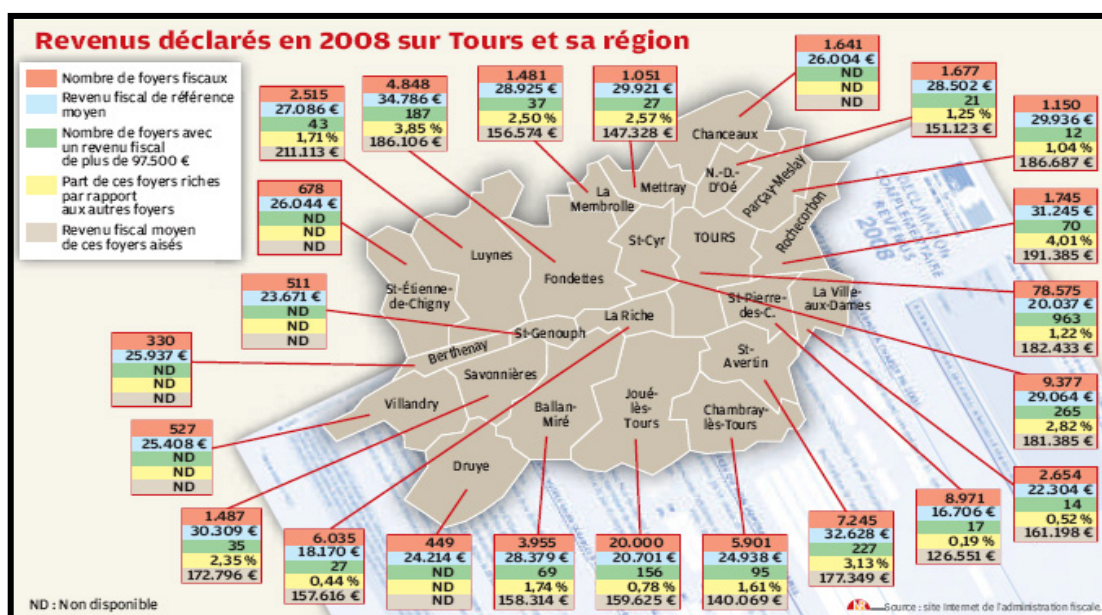 Revenus déclarés en 2008 sur Tours et sa région
Nombre de foyers fiscaux
Revenu fiscal de référence
moyen
Nombre de foyers avec
un revenu fiscal
de plus de 97.500 €
Part de ces foyers riches
par rapport
aux autres foyers
Revenu fiscal moyen
de ces foyers aisés
2.515
27.086 €
43
1,71 %
211.113 €
4.848
34.786 €
187
3,85 %
186.106 €
1.481
28.925 €
37
2,50 %
156.574 €
1.051
29.921 €
27
2,57 %
147.328 €
1.641
26.004 €
ND
ND
ND
1.677
28.502 €
21
1,25 %
151.123 €
1.150
29.936 €
12
1,04 %
186.687 €
678
26.044 €
ND
ND
ND
1.745
31.245 €
70
4,01 %
191.385 €
511
23.671 €
ND
ND
ND
78.575
20.037 €
963
1,22 %
182.433 €
330
25.937 €
ND
ND
ND
9.377
29.064 €
265
2,82 %
181.385 €
527
25.408 €
ND
ND
ND
2.654
22.304 €
14
0,52 %
161.198 €
1.487
30.309 €
35
2,35 %
172.796 €
6.035
18.170 €
27
0,44 %
157.616 €
449
24.214 €
ND
ND
ND
3.955
28.379 €
69
1,74 %
158.314 €
20.000
20.701 €
156
0,78 %
159.625 €
5.901
24.938 €
95
1,61 %
140.069 €
7.245
32.628 €
227
3,13 %
177.349 €
8.971
16.706 €
17
0,19 %
126.551 €
Chanceaux
N.-D.-
D'Oé
Parçay-Meslay
Rochecorbon
Mettray
La
Membrolle
St-Cyr
TOURS
Luynes
Fondettes
St-Étienne-
de-Chigny
La Riche
St-Pierre-
des-C.
La Ville-
aux-Dames
St-Genouph
Berthenay
Savonnières
St-
Avertin
Villandry
Ballan-
Miré
Joué-
lès-
Tours
Chambray-
lès-Tours
Druye
DÉCLARATION
COMPLÉMENTAIRE
REVENUS
2008
ND : Non disponible
NR
Source : site Internet de l'administration fiscale